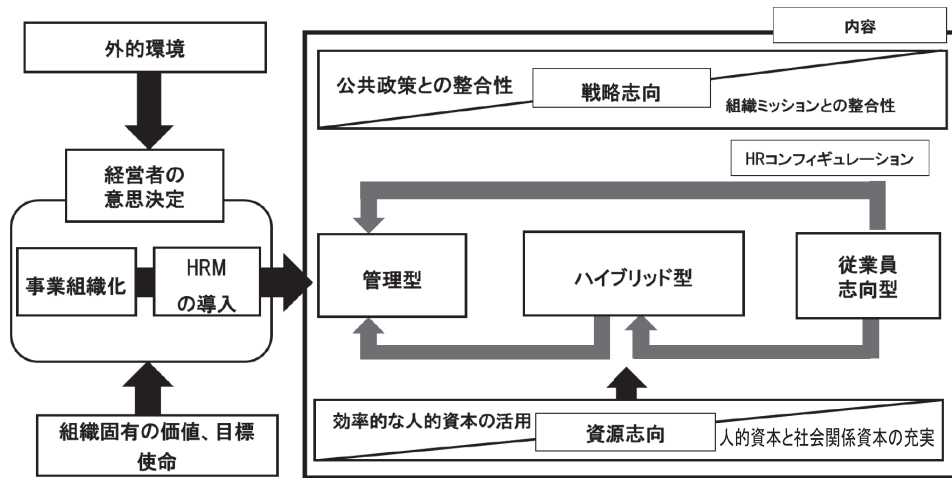 外的環境
経営者の
意思決定
事業組織化
HRM
の導入
組織固有の価値、目標
使命
内容
公共政策との整合性
戦略志向
組織ミッションとの整合性
HRコンフィギュレーション
管理型
ハイブリッド型
従業員
志向型
効率的な人的資本の活用
資源志向
人的資本と社会関係資本の充実